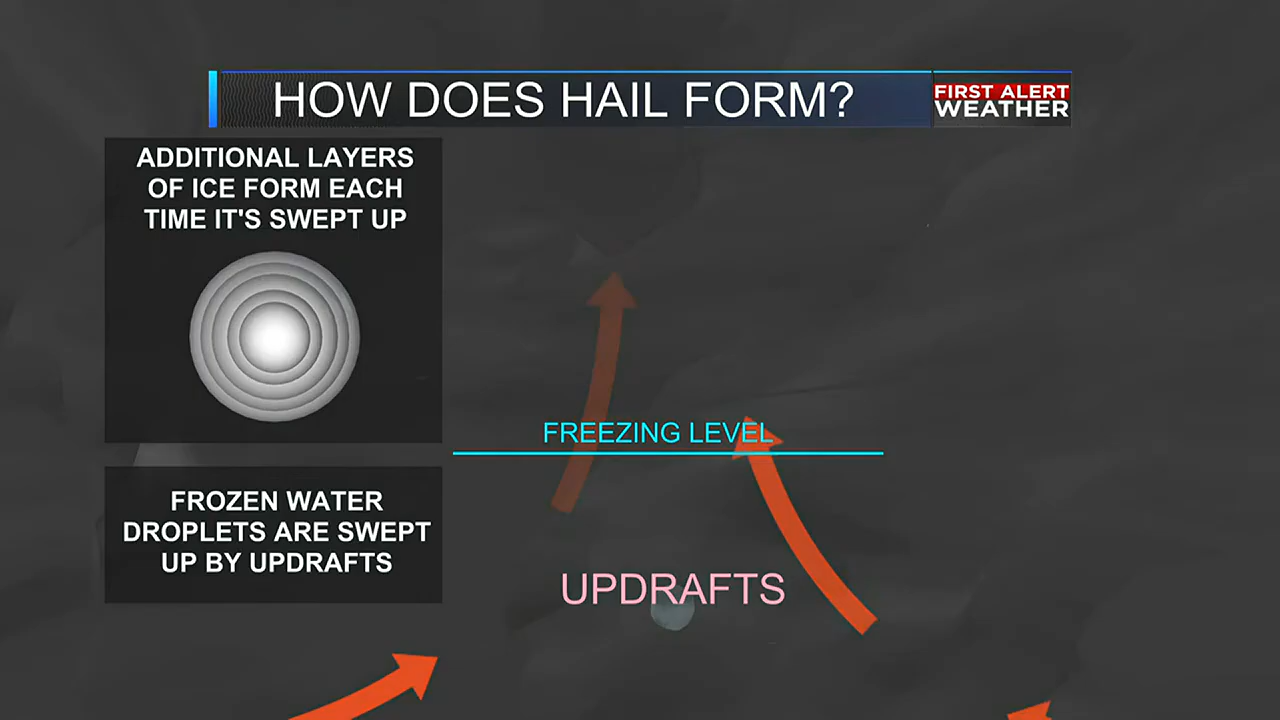 HOW DOES HAIL FORM?
FIRST ALERT
WEATHER
ADDITIONAL LAYERS
OF ICE FORM EACH
TIME IT'S SWEPT UP
FREEZING LEVEL
FROZEN WATER
DROPLETS ARE SWEPT
UP BY UPDRAFTS
UPDRAFTS